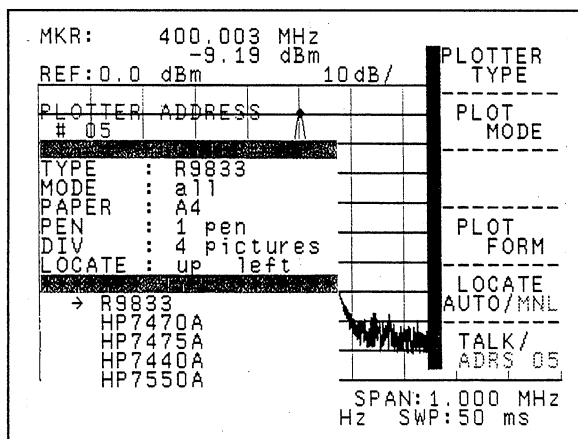 MKR: 400.003 MHz
-9.19 dBm
REF:0.0 dBm 10dB/
PLOTTER ADDRESS
# 05
TYPE : R9833
MODE : all
PAPER : A4
PEN : 1 pen
DIV : 4 pictures
LOCATE : up left
→ R9833
HP7470A
HP7475A
HP7440A
HP7550A
SPAN:1.000 MHz
Hz SWP:50 ms
PLOTTER
TYPE
PLOT
MODE
PLOT
FORM
LOCATE
AUTO/MNL
TALK/
ADRS 05